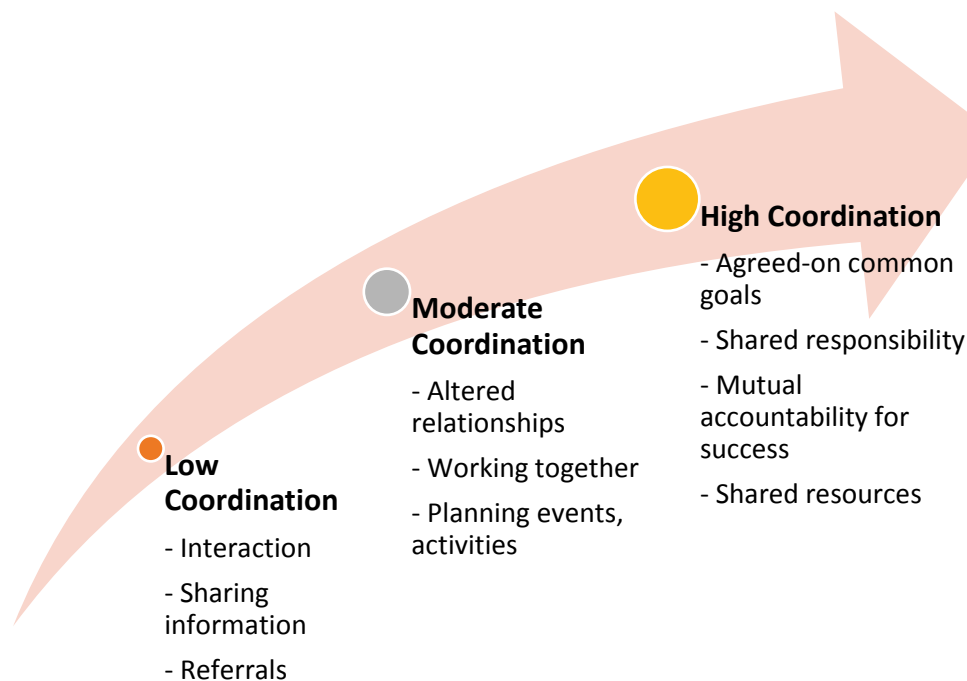 Low
Coordination
- Interaction
- Sharing
information
- Referrals
Moderate
Coordination
- Altered
relationships
- Working together
- Planning events,
activities
High Coordination
- Agreed-on common
goals
- Shared responsibility
- Mutual
accountability for
success
- Shared resources